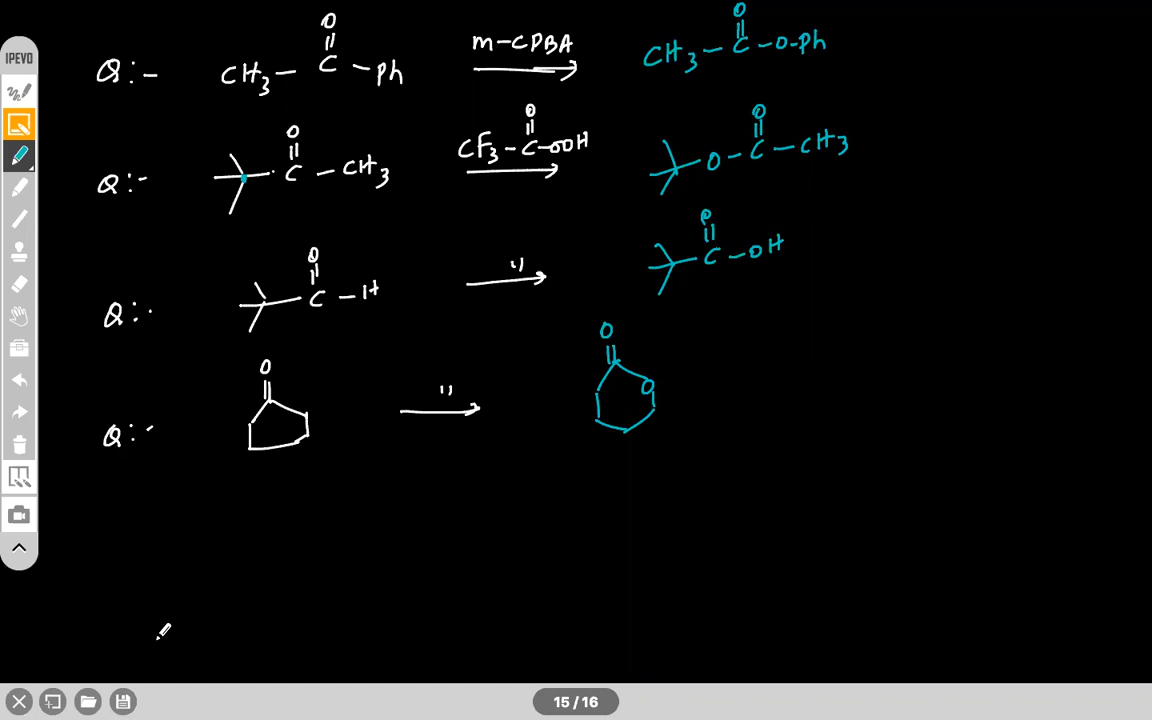 IPEVO
Q:- CH3-C(=O)-Ph m-CPBA CH3-C(=O)-O-Ph
Q:- C(=O)-CH3 CF3-C(=O)-OOH O-C(=O)-CH3
Q:- C(=O)-H " C(=O)-OH
Q:- O " O O
15/16